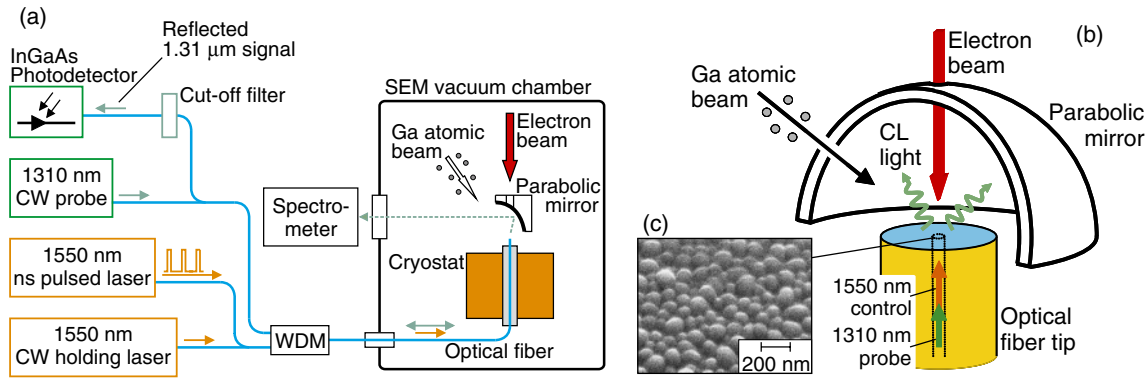 (a)
Reflected
1.31 μm signal
InGaAs
Photodetector
Cut-off filter
1310 nm
CW probe
1550 nm
ns pulsed laser
1550 nm
CW holding laser
WDM
Spectro-
meter
SEM vacuum chamber
Ga atomic
beam
Electron
beam
Parabolic
mirror
Cryostat
Optical fiber
(b)
Electron
beam
Ga atomic
beam
Parabolic
mirror
CL
light
1550 nm
control
1310 nm
probe
Optical
fiber tip
(c)
200 nm